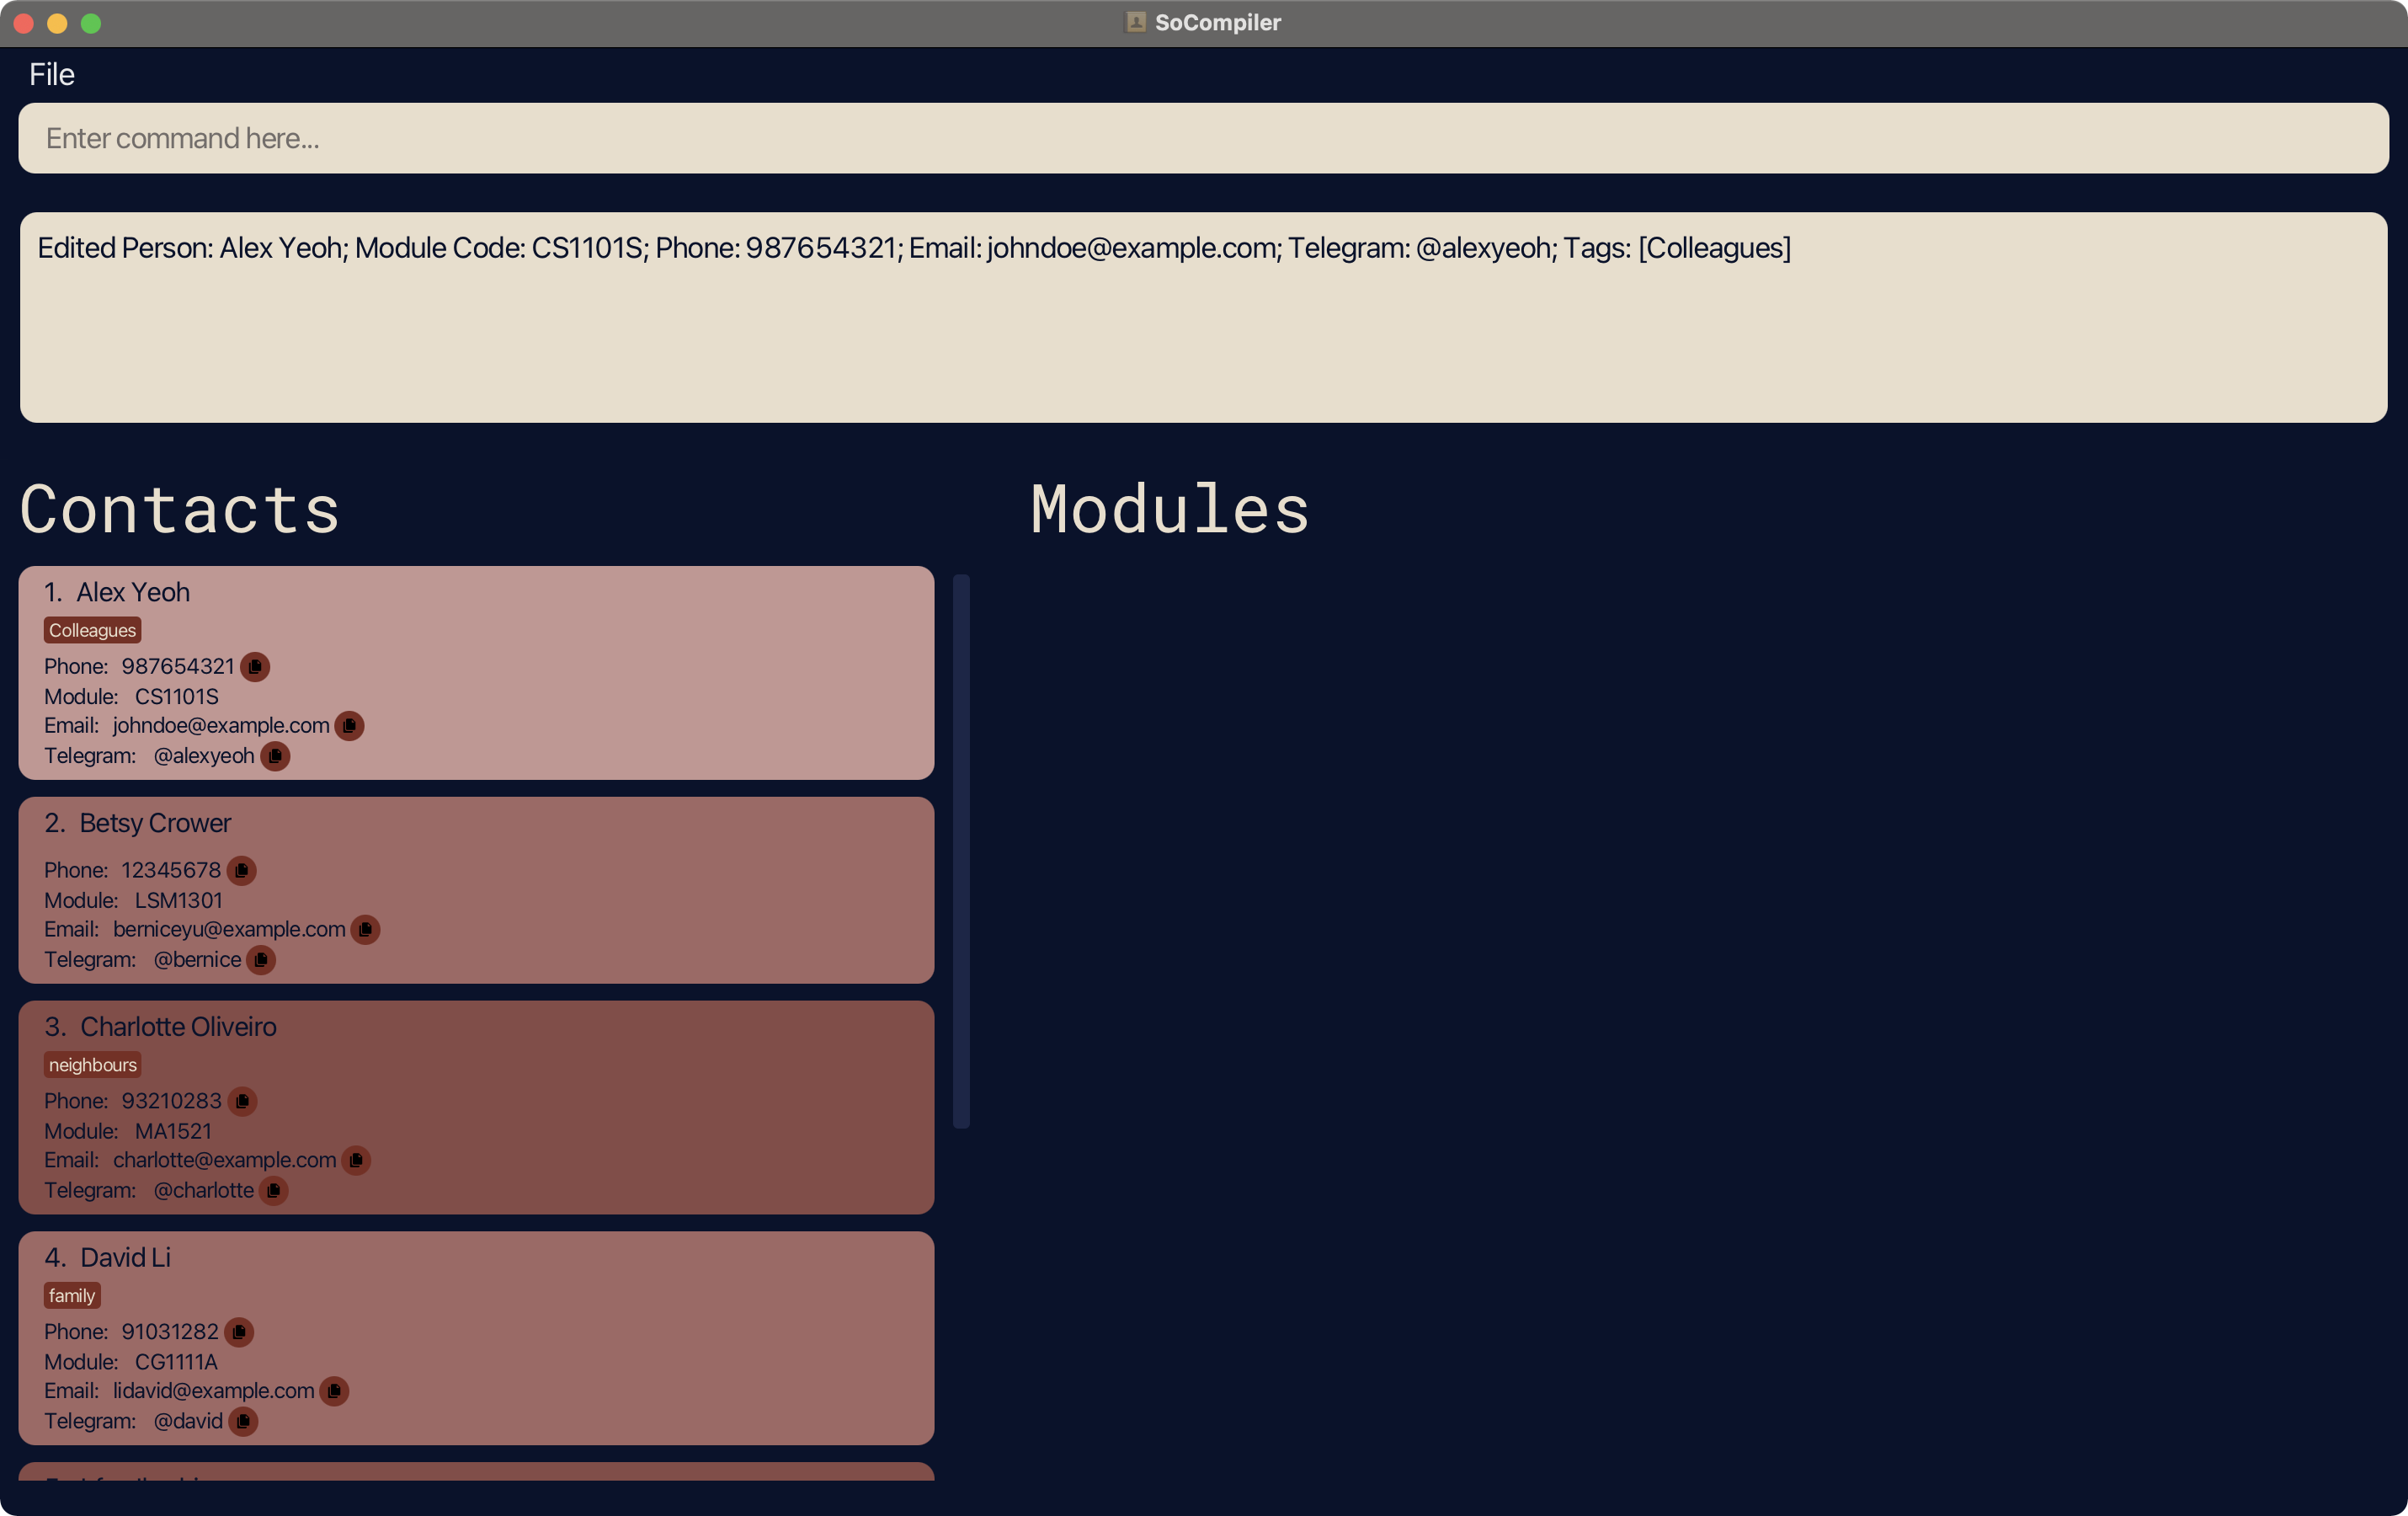 SoCompiler
File
Enter command here...
Edited Person: Alex Yeoh; Module Code: CS1101S; Phone: 987654321; Email: johndoe@example.com; Telegram: @alexyeoh; Tags: [Colleagues]
Contacts
Modules
1. Alex Yeoh
Colleagues
Phone: 987654321
Module: CS1101S
Email: johndoe@example.com
Telegram: @alexyeoh
2. Betsy Crower
Phone: 12345678
Module: LSM1301
Email: berniceyu@example.com
Telegram: @bernice
3. Charlotte Oliveiro
neighbours
Phone: 93210283
Module: MA1521
Email: charlotte@example.com
Telegram: @charlotte
4. David Li
family
Phone: 91031282
Module: CG1111A
Email: lidavid@example.com
Telegram: @david